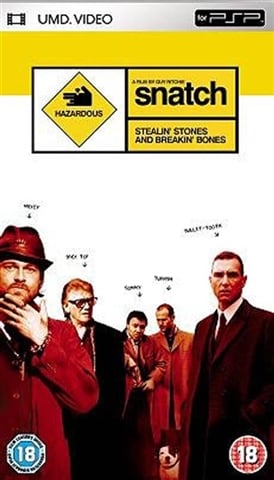 UMD. VIDEO
for PSP
A FILM BY GUY RITCHIE
snatch
HAZARDOUS
STEALIN' STONES
AND BREAKIN' BONES
MICKEY
BRICK TOP
TOMMY
TURKISH
BULLET-TOOTH
18
18